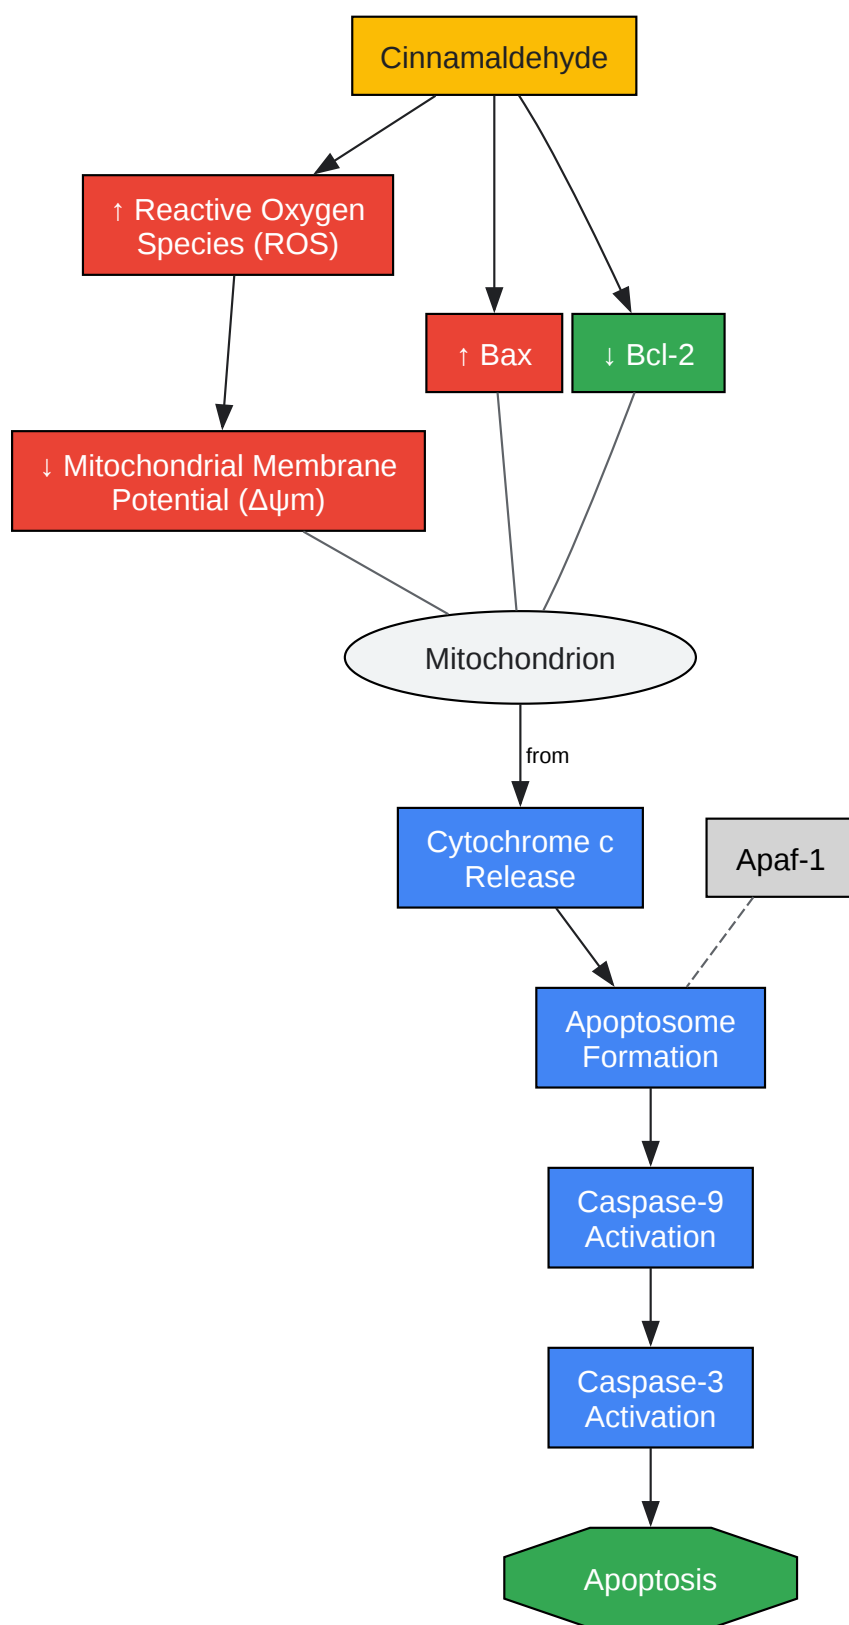 Cinnamaldehyde
↑ Reactive Oxygen
Species (ROS)
↑ Bax
↓ Bcl-2
↓ Mitochondrial Membrane
Potential (Δψm)
Mitochondrion
from
Cytochrome c
Release
Apaf-1
Apoptosome
Formation
Caspase-9
Activation
Caspase-3
Activation
Apoptosis